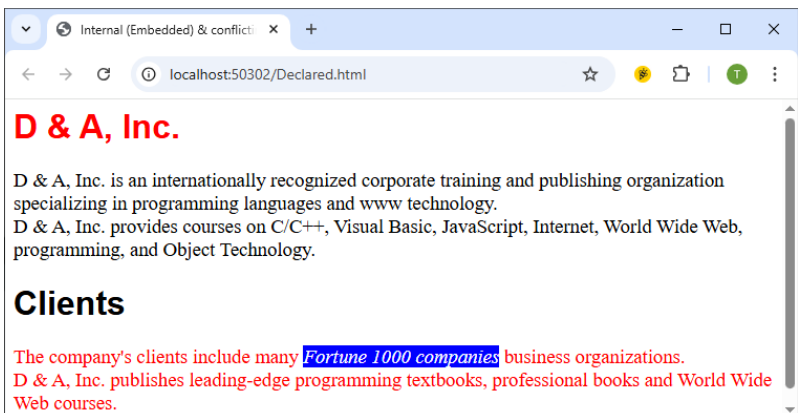 Internal (Embedded) & conflicti
localhost:50302/Declared.html
T
D & A, Inc.
D & A, Inc. is an internationally recognized corporate training and publishing organization
specializing in programming languages and www technology.
D & A, Inc. provides courses on C/C++, Visual Basic, JavaScript, Internet, World Wide Web,
programming, and Object Technology.
Clients
The company's clients include many Fortune 1000 companies business organizations.
D & A, Inc. publishes leading-edge programming textbooks, professional books and World Wide
Web courses.